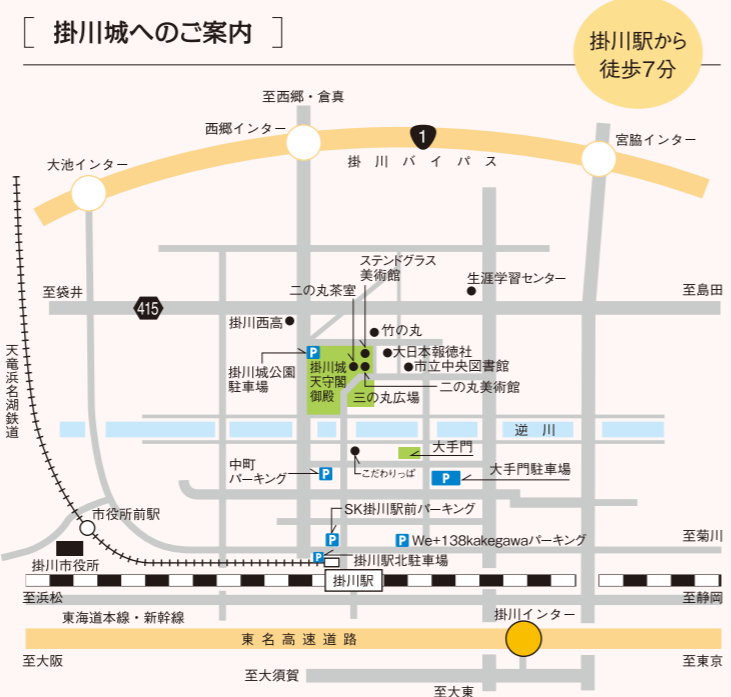 [ 掛川城へのご案内 ]
掛川駅から
徒歩7分
至西郷・倉真
西郷インター
1
掛川バイパス
宮脇インター
大池インター
ステンドグラス
美術館
生涯学習センター
二の丸茶室
至袋井
415
至島田
掛川西高
竹の丸
天竜浜名湖鉄道
掛川城公園
駐車場
P
掛川城
天守閣
御殿
大日本報徳社
市立中央図書館
二の丸美術館
三の丸広場
逆川
大手門
中町
パーキング
P
こだわりっぱ
P
大手門駐車場
SK掛川駅前パーキング
P
市役所前駅
P
We+138kakegawaパーキング
至菊川
掛川市役所
P
掛川駅北駐車場
掛川駅
至浜松
至静岡
東海道本線・新幹線
掛川インター
東名高速道路
至大阪
至東京
至大須賀
至大東